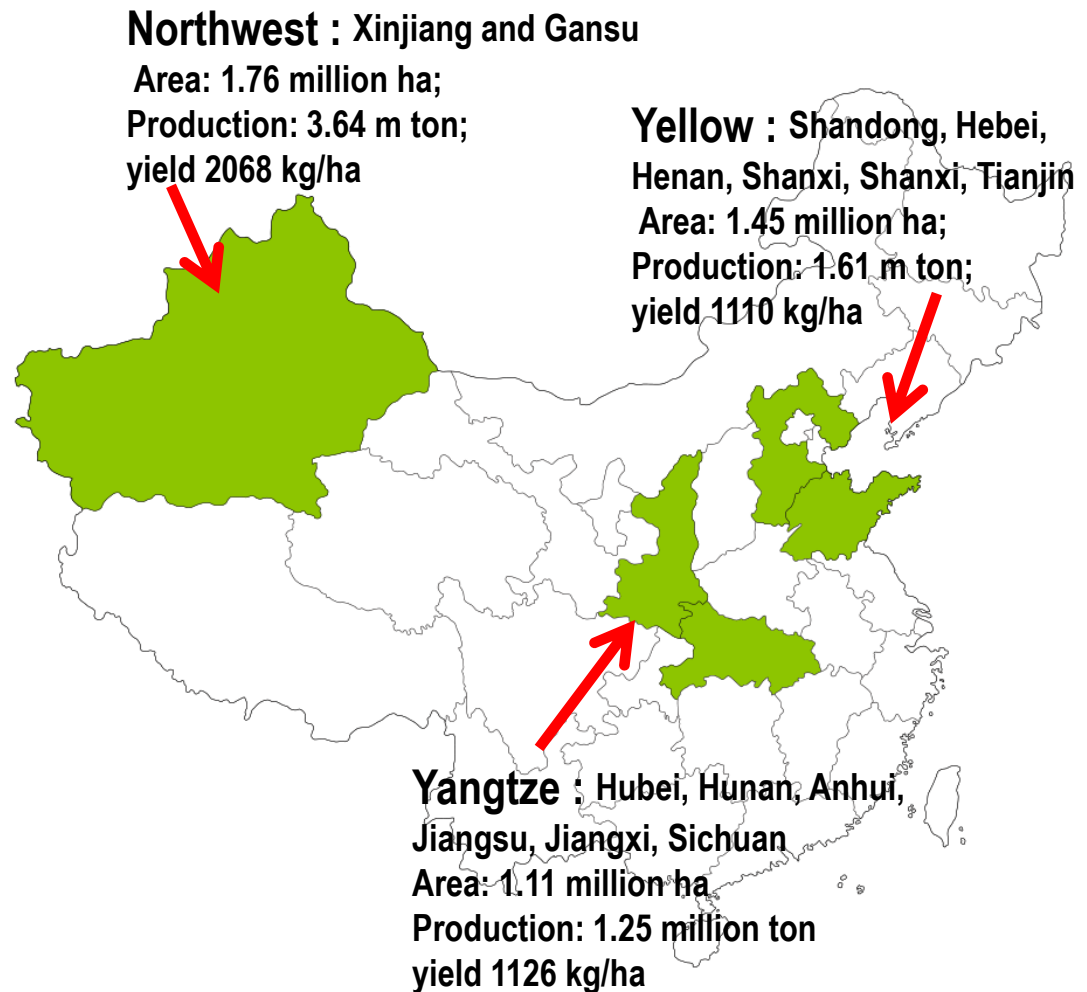 Northwest : Xinjiang and Gansu
Area: 1.76 million ha;
Production: 3.64 m ton;
yield 2068 kg/ha
Yellow : Shandong, Hebei,
Henan, Shanxi, Shanxi, Tianjin
Area: 1.45 million ha;
Production: 1.61 m ton;
yield 1110 kg/ha
Yangtze : Hubei, Hunan, Anhui,
Jiangsu, Jiangxi, Sichuan
Area: 1.11 million ha
Production: 1.25 million ton
yield 1126 kg/ha